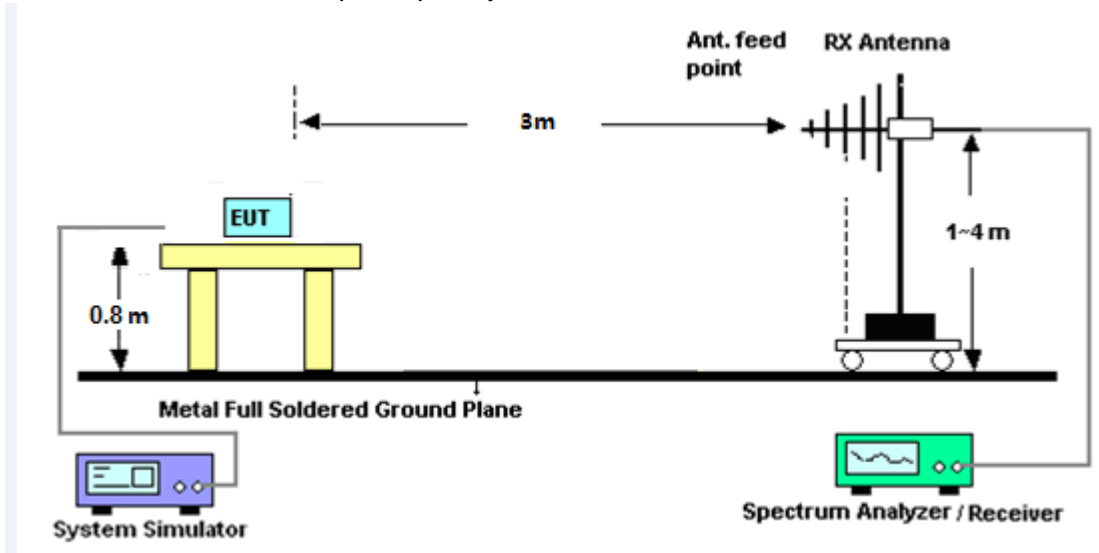 Ant. feed
point
RX Antenna
3m
EUT
1~4 m
0.8 m
Metal Full Soldered Ground Plane
System Simulator
Spectrum Analyzer / Receiver